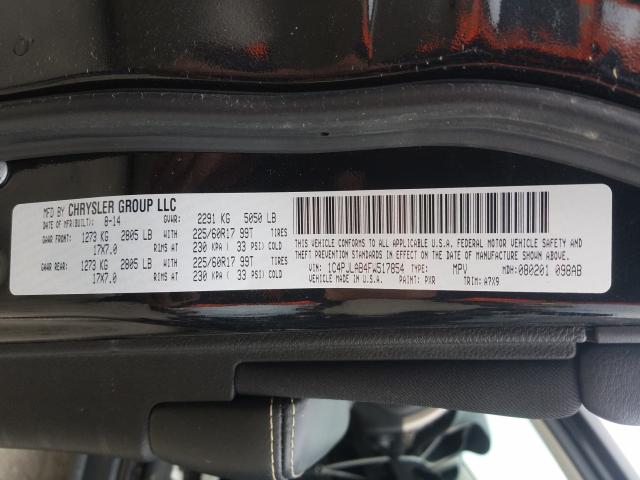 MFD BY CHRYSLER GROUP LLC
DATE OF MFR(BUILT): 8-14 GVWR: 2291 KG 5050 LB
GAWR FRONT: 1273 KG 2805 LB WITH 225/60R17 99T TIRES
17X7.0 RIMS AT 230 KPA ( 33 PSI) COLD
GAWR REAR: 1273 KG 2805 LB WITH 225/60R17 99T TIRES
17X7.0 RIMS AT 230 KPA ( 33 PSI) COLD
THIS VEHICLE CONFORMS TO ALL APPLICABLE U.S.A. FEDERAL MOTOR VEHICLE SAFETY AND
THEFT PREVENTION STANDARDS IN EFFECT ON THE DATE OF MANUFACTURE SHOWN ABOVE.
VIN: 1C4PJLAB4FW517854 TYPE: MPV MDH: 080201 098AB
VEHICLE MADE IN U.S.A. PAINT: PXR TRIM: A7X9